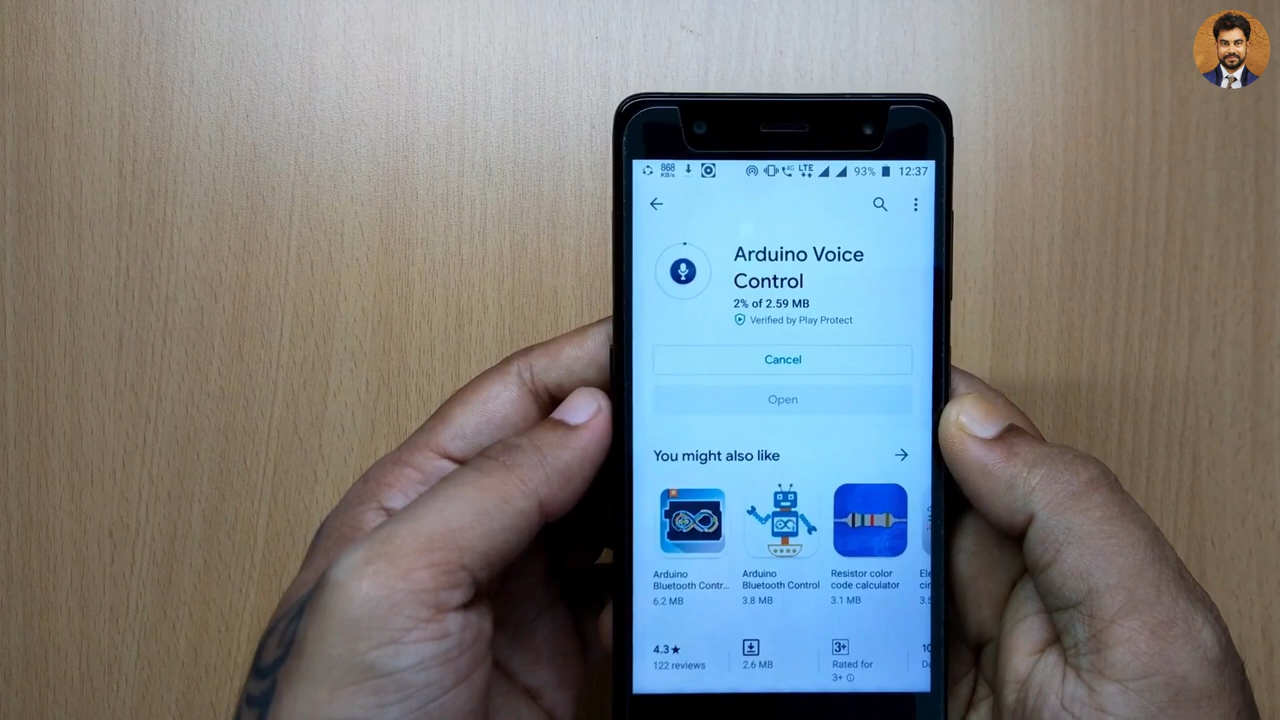 868
KB/s
4G
LTE
93%
12:37
Arduino Voice
Control
2% of 2.59 MB
Verified by Play Protect
Cancel
Open
You might also like
Arduino
Bluetooth Contr...
6.2 MB
Arduino
Bluetooth Control
3.8 MB
Resistor color
code calculator
3.1 MB
4.3★
122 reviews
2.6 MB
3+
Rated for
3+